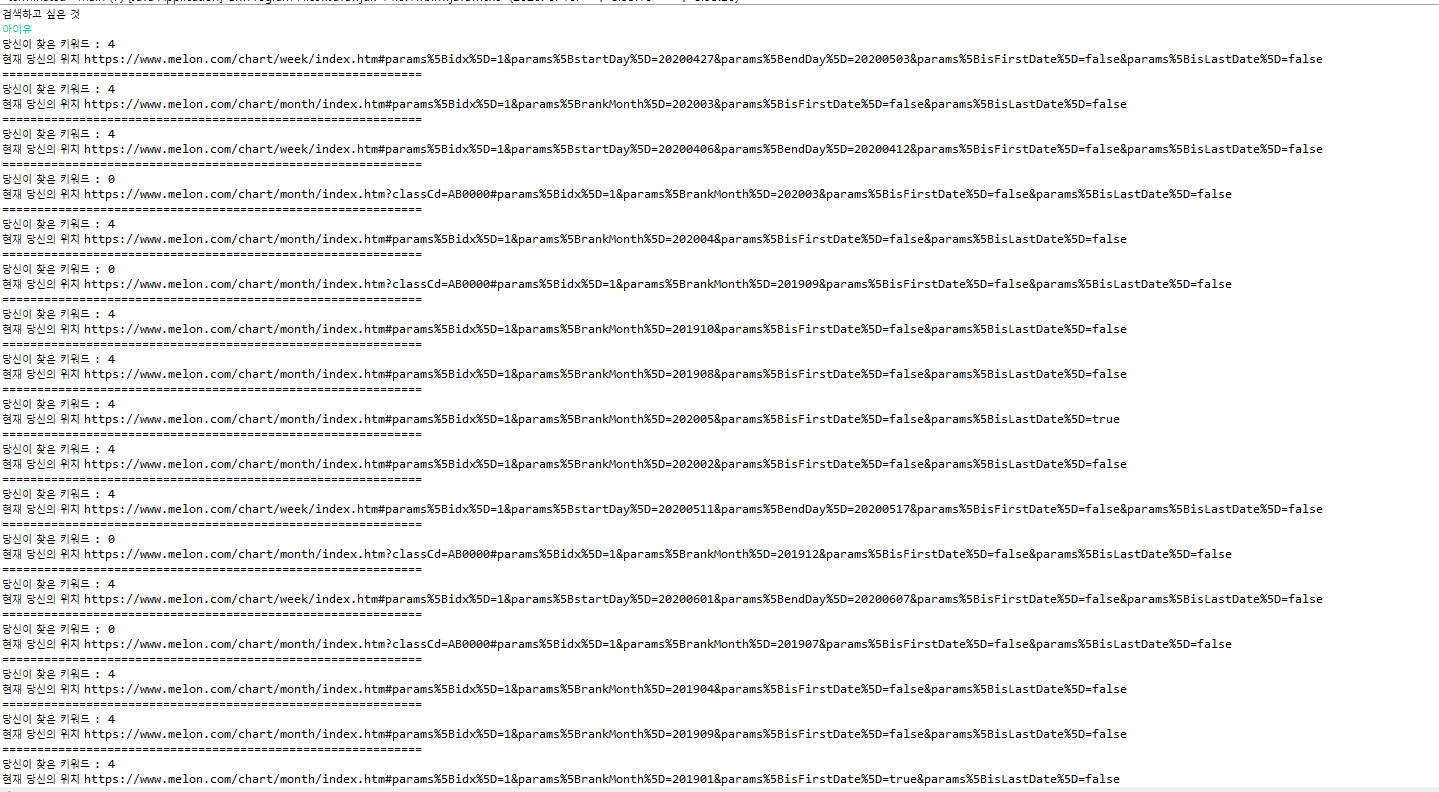 검색하고 싶은 것
아이유
당신이 찾은 키워드 : 4
현재 당신의 위치 https://www.melon.com/chart/week/index.htm#params%5Bidx%5D=1&params%5BstartDay%5D=20200427&params%5BendDay%5D=20200503&params%5BisFirstDate%5D=false&params%5BisLastDate%5D=false
============================================================
당신이 찾은 키워드 : 4
현재 당신의 위치 https://www.melon.com/chart/month/index.htm#params%5Bidx%5D=1&params%5BrankMonth%5D=202003&params%5BisFirstDate%5D=false&params%5BisLastDate%5D=false
============================================================
당신이 찾은 키워드 : 4
현재 당신의 위치 https://www.melon.com/chart/week/index.htm#params%5Bidx%5D=1&params%5BstartDay%5D=20200406&params%5BendDay%5D=20200412&params%5BisFirstDate%5D=false&params%5BisLastDate%5D=false
============================================================
당신이 찾은 키워드 : 0
현재 당신의 위치 https://www.melon.com/chart/month/index.htm?classCd=AB0000#params%5Bidx%5D=1&params%5BrankMonth%5D=202003&params%5BisFirstDate%5D=false&params%5BisLastDate%5D=false
============================================================
당신이 찾은 키워드 : 4
현재 당신의 위치 https://www.melon.com/chart/month/index.htm#params%5Bidx%5D=1&params%5BrankMonth%5D=202004&params%5BisFirstDate%5D=false&params%5BisLastDate%5D=false
============================================================
당신이 찾은 키워드 : 0
현재 당신의 위치 https://www.melon.com/chart/month/index.htm?classCd=AB0000#params%5Bidx%5D=1&params%5BrankMonth%5D=201909&params%5BisFirstDate%5D=false&params%5BisLastDate%5D=false
============================================================
당신이 찾은 키워드 : 4
현재 당신의 위치 https://www.melon.com/chart/month/index.htm#params%5Bidx%5D=1&params%5BrankMonth%5D=201910&params%5BisFirstDate%5D=false&params%5BisLastDate%5D=false
============================================================
당신이 찾은 키워드 : 4
현재 당신의 위치 https://www.melon.com/chart/month/index.htm#params%5Bidx%5D=1&params%5BrankMonth%5D=201908&params%5BisFirstDate%5D=false&params%5BisLastDate%5D=false
============================================================
당신이 찾은 키워드 : 4
현재 당신의 위치 https://www.melon.com/chart/month/index.htm#params%5Bidx%5D=1&params%5BrankMonth%5D=202005&params%5BisFirstDate%5D=false&params%5BisLastDate%5D=true
============================================================
당신이 찾은 키워드 : 4
현재 당신의 위치 https://www.melon.com/chart/month/index.htm#params%5Bidx%5D=1&params%5BrankMonth%5D=202002&params%5BisFirstDate%5D=false&params%5BisLastDate%5D=false
============================================================
당신이 찾은 키워드 : 4
현재 당신의 위치 https://www.melon.com/chart/week/index.htm#params%5Bidx%5D=1&params%5BstartDay%5D=20200511&params%5BendDay%5D=20200517&params%5BisFirstDate%5D=false&params%5BisLastDate%5D=false
============================================================
당신이 찾은 키워드 : 0
현재 당신의 위치 https://www.melon.com/chart/month/index.htm?classCd=AB0000#params%5Bidx%5D=1&params%5BrankMonth%5D=201912&params%5BisFirstDate%5D=false&params%5BisLastDate%5D=false
============================================================
당신이 찾은 키워드 : 4
현재 당신의 위치 https://www.melon.com/chart/week/index.htm#params%5Bidx%5D=1&params%5BstartDay%5D=20200601&params%5BendDay%5D=20200607&params%5BisFirstDate%5D=false&params%5BisLastDate%5D=false
============================================================
당신이 찾은 키워드 : 0
현재 당신의 위치 https://www.melon.com/chart/month/index.htm?classCd=AB0000#params%5Bidx%5D=1&params%5BrankMonth%5D=201907&params%5BisFirstDate%5D=false&params%5BisLastDate%5D=false
============================================================
당신이 찾은 키워드 : 4
현재 당신의 위치 https://www.melon.com/chart/month/index.htm#params%5Bidx%5D=1&params%5BrankMonth%5D=201904&params%5BisFirstDate%5D=false&params%5BisLastDate%5D=false
============================================================
당신이 찾은 키워드 : 4
현재 당신의 위치 https://www.melon.com/chart/month/index.htm#params%5Bidx%5D=1&params%5BrankMonth%5D=201909&params%5BisFirstDate%5D=false&params%5BisLastDate%5D=false
============================================================
당신이 찾은 키워드 : 4
현재 당신의 위치 https://www.melon.com/chart/month/index.htm#params%5Bidx%5D=1&params%5BrankMonth%5D=201901&params%5BisFirstDate%5D=true&params%5BisLastDate%5D=false